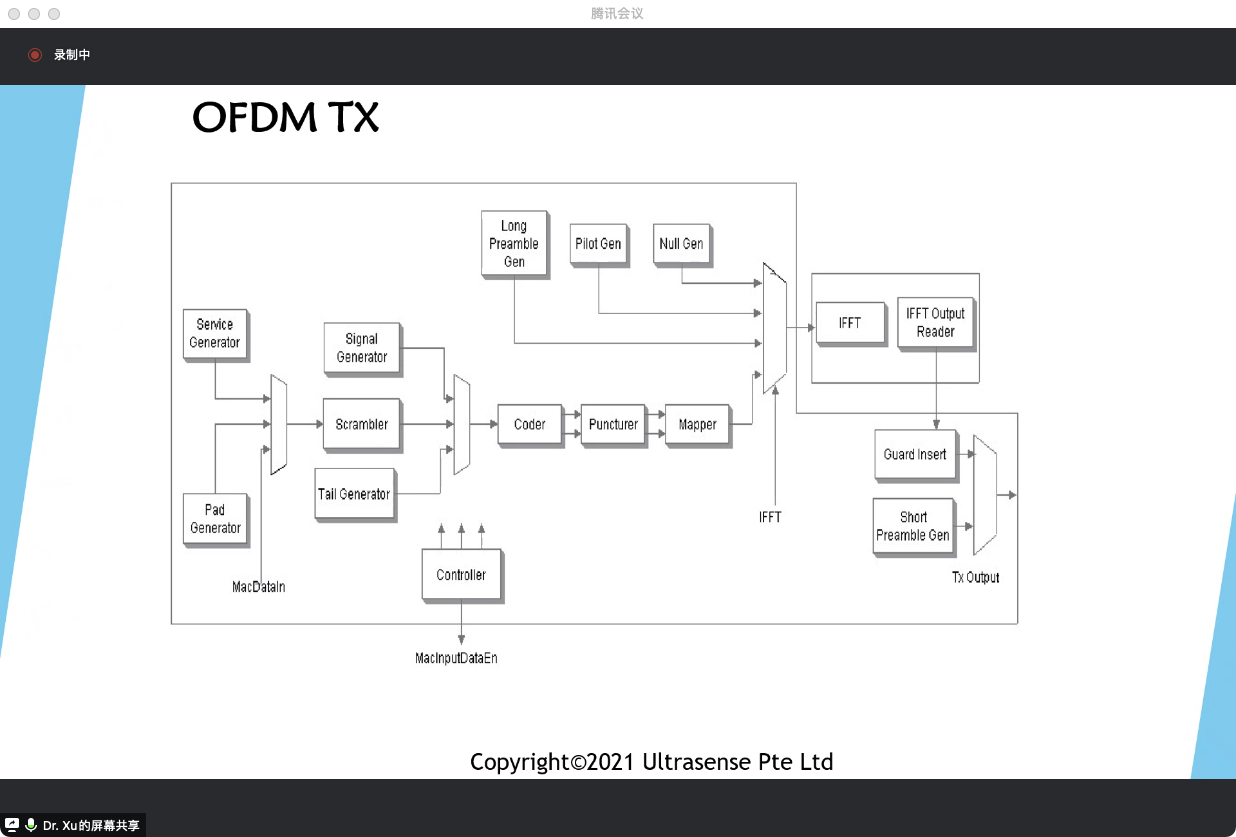 腾讯会议
录制中
OFDM TX
Long
Preamble
Gen
Pilot Gen
Null Gen
Service
Generator
Signal
Generator
IFFT
IFFT Output
Reader
Scrambler
Coder
Puncturer
Mapper
Guard Insert
Tail Generator
Pad
Generator
IFFT
Short
Preamble Gen
MacDataIn
Controller
Tx Output
MacInputDataEn
Copyright©2021 Ultrasense Pte Ltd
Dr. Xu的屏幕共享